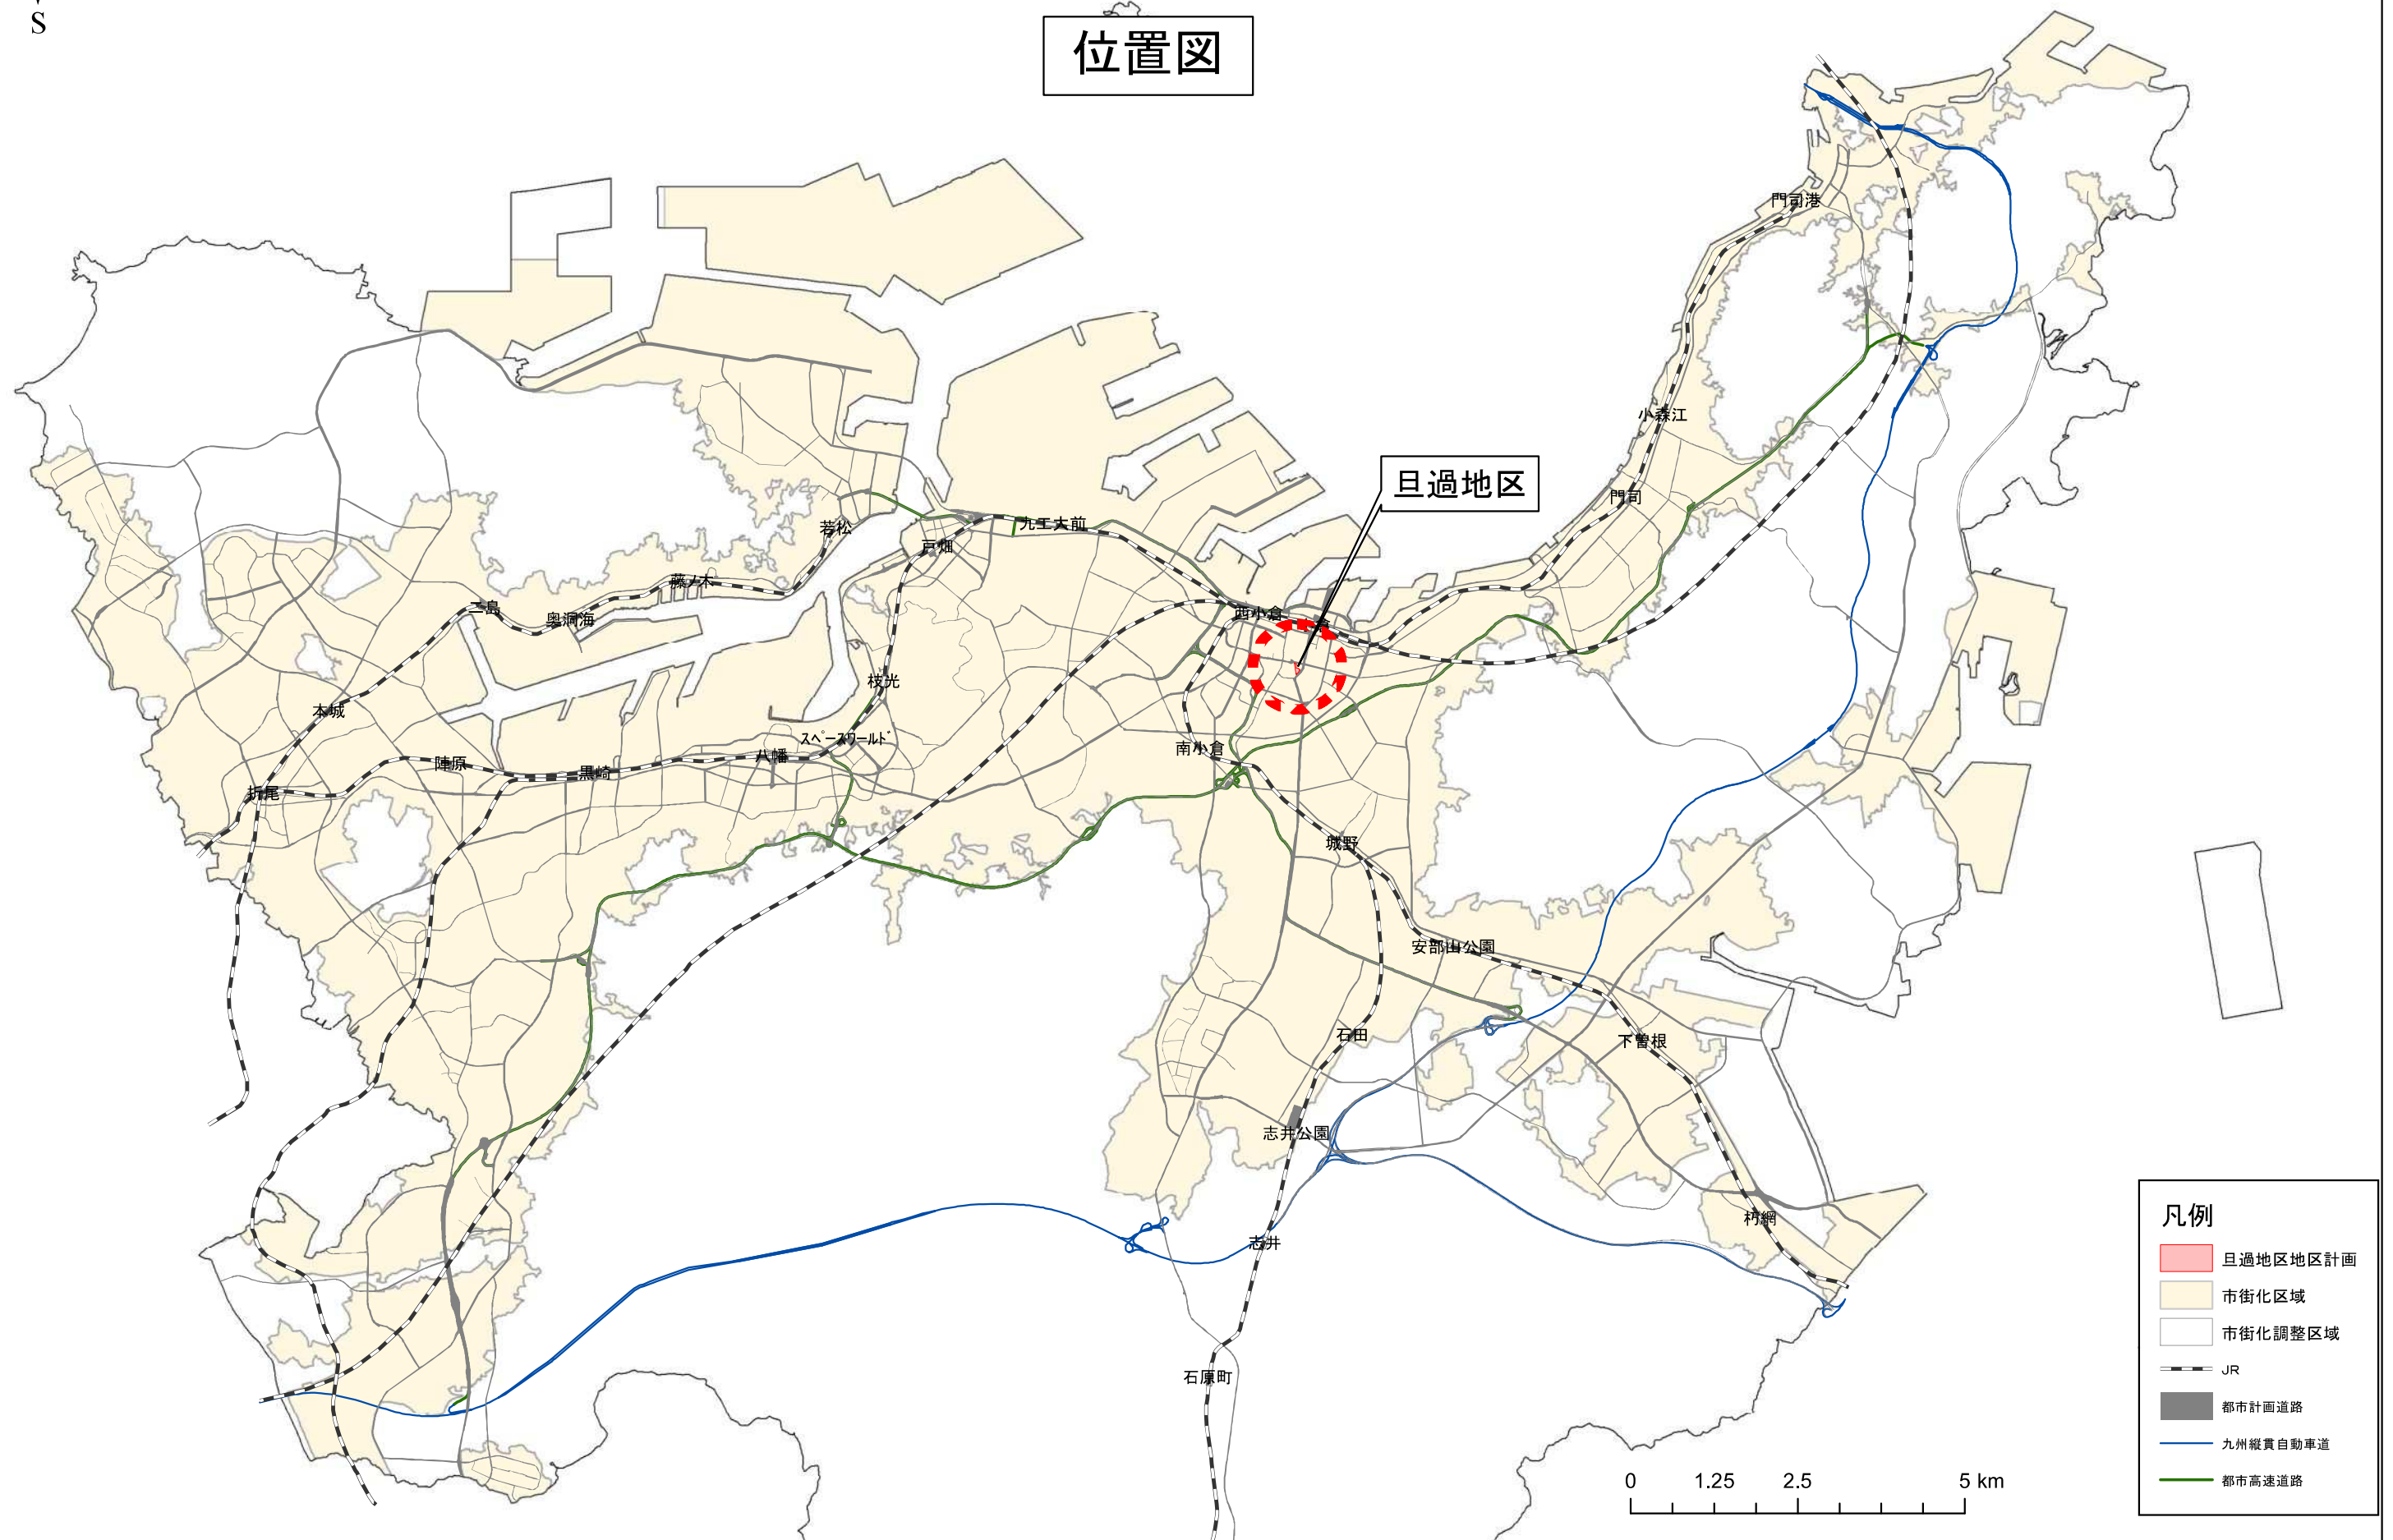 S
位置図
門司港
小森江
旦過地区
門司
若松
九工大前
戸畑
藤ノ木
二島
奥洞海
西小倉
枝光
本城
スペースワールド
南小倉
八幡
陣原
黒崎
折尾
城野
安部山公園
石田
下曽根
志井公園
朽網
志井
石原町
凡例
旦過地区地区計画
市街化区域
市街化調整区域
JR
都市計画道路
九州縦貫自動車道
都市高速道路
0 1.25 2.5 5 km